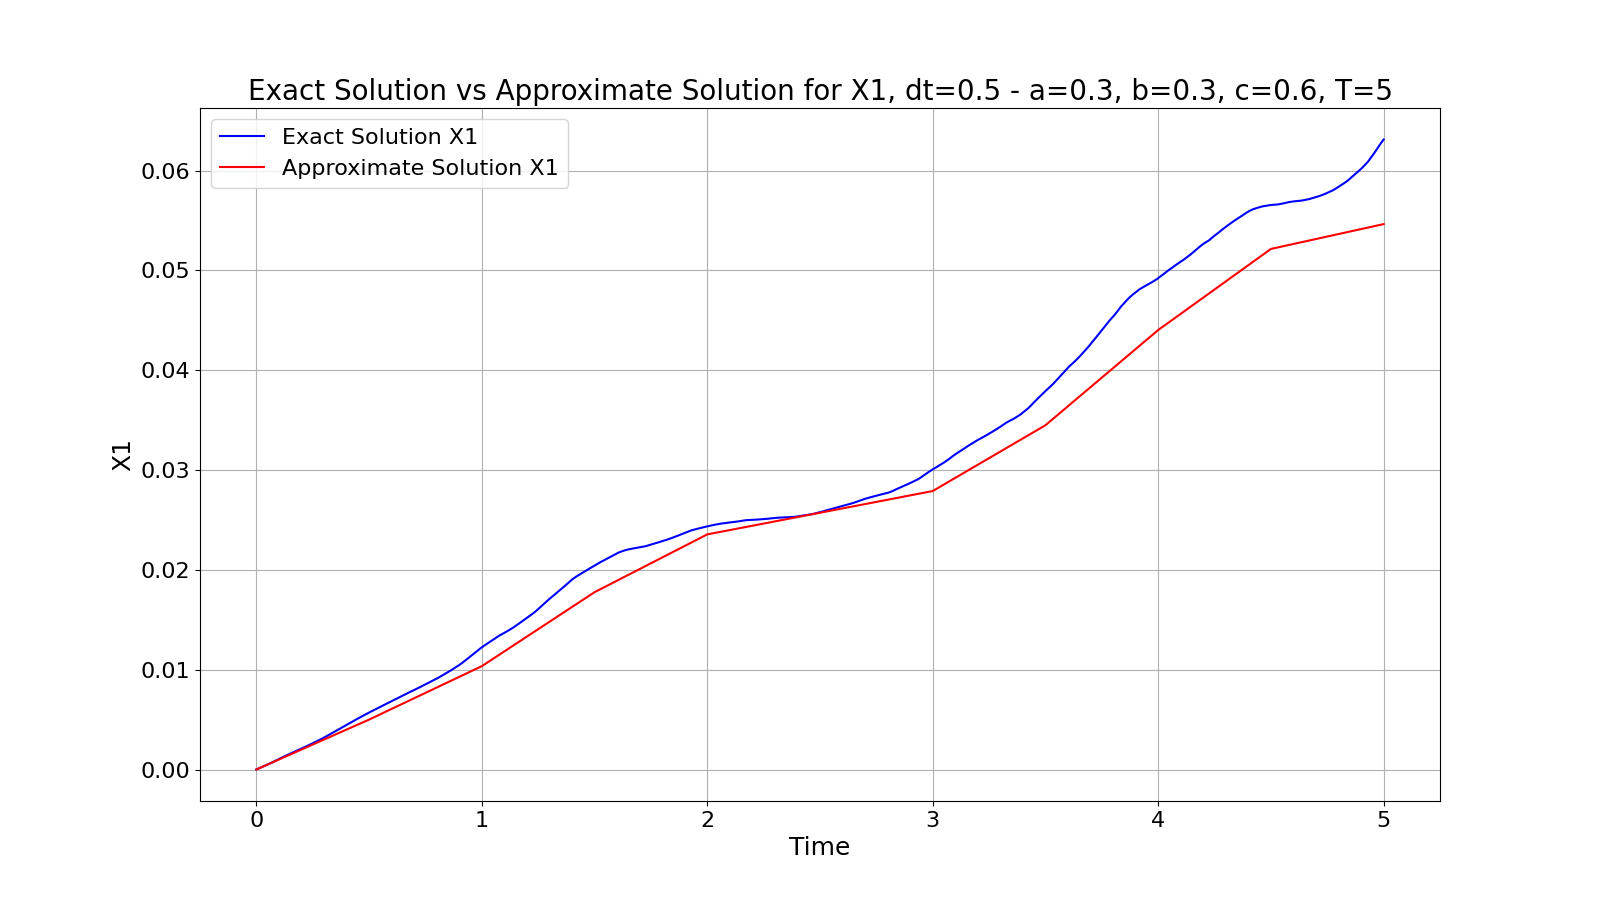 Exact Solution vs Approximate Solution for X1, dt=0.5 - a=0.3, b=0.3, c=0.6, T=5
Exact Solution X1
Approximate Solution X1
0.06
0.05
0.04
0.03
0.02
0.01
0.00
X1
0 1 2 3 4 5
Time